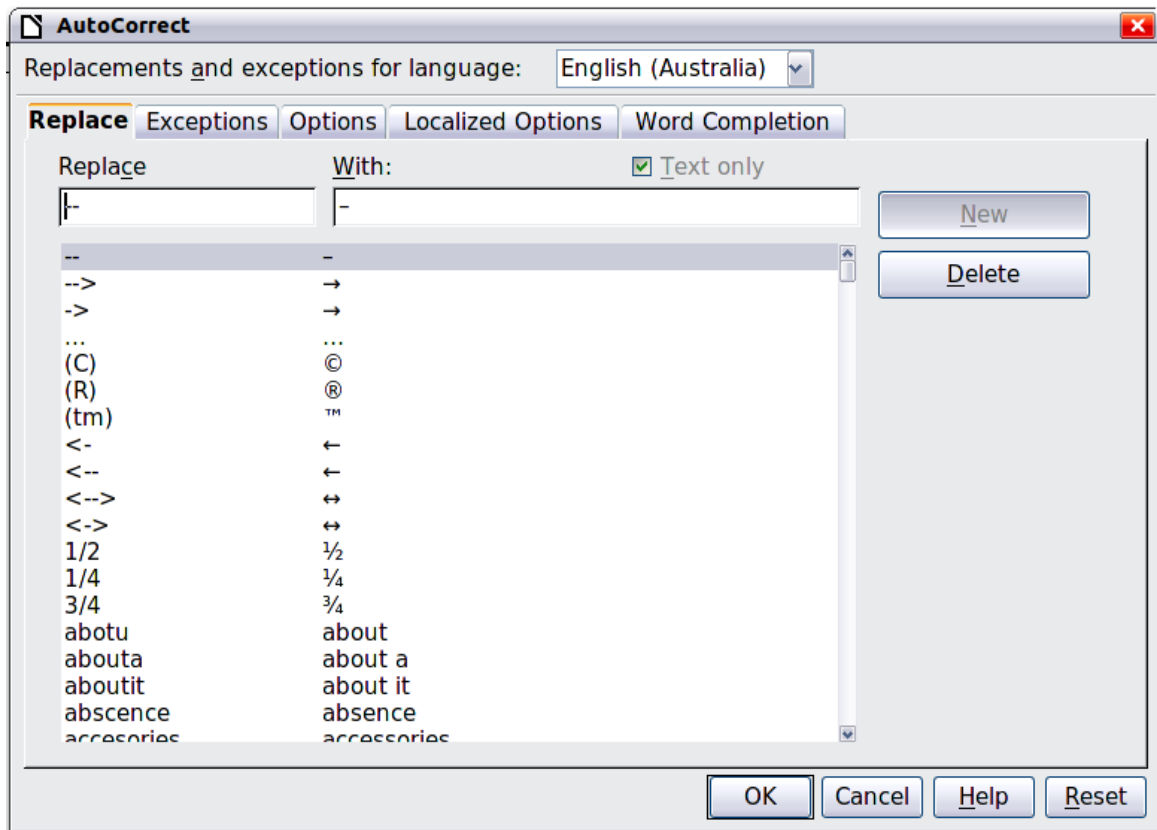 AutoCorrect
Replacements and exceptions for language: English (Australia)
Replace Exceptions Options Localized Options Word Completion
Replace With: Text only
-- – New
-- –
Delete
--> →
-> →
... …
(C) ©
(R) ®
(tm) ™
<- ←
<-- ←
<--> ↔
<-> ↔
1/2 ½
1/4 ¼
3/4 ¾
abotu about
abouta about a
aboutit about it
abscence absence
accesories accessories
OK Cancel Help Reset